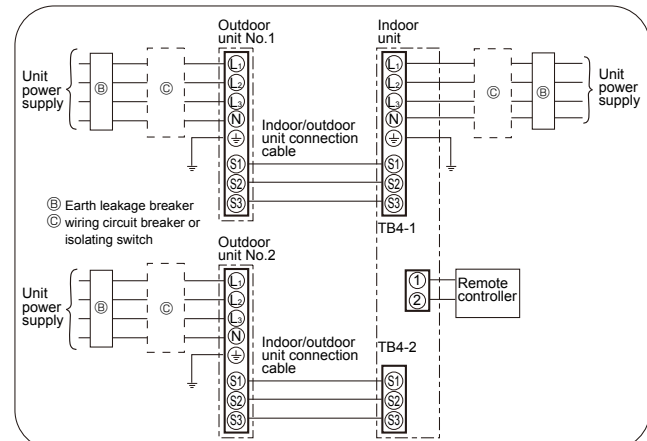 Outdoor
unit No.1
Indoor
unit
Unit
power
supply
Ⓑ
Ⓒ
L1
L2
L3
N
⏚
S1
S2
S3
Indoor/outdoor
unit connection
cable
L1
L2
L3
N
⏚
S1
S2
S3
TB4-1
Ⓒ
Ⓑ
Unit
power
supply
Ⓑ Earth leakage breaker
Ⓒ wiring circuit breaker or
isolating switch
Outdoor
unit No.2
Unit
power
supply
Ⓑ
Ⓒ
L1
L2
L3
N
⏚
S1
S2
S3
Indoor/outdoor
unit connection
cable
1
2
Remote
controller
TB4-2
S1
S2
S3